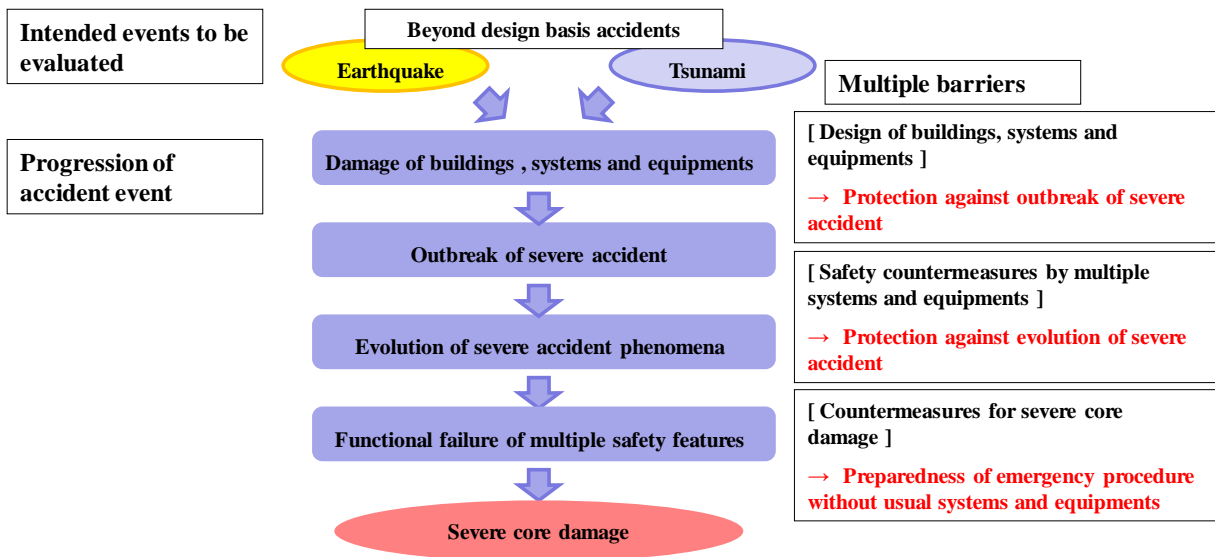 Intended events to be
evaluated
Beyond design basis accidents
Earthquake
Tsunami
Multiple barriers
Progression of
accident event
Damage of buildings , systems and equipments
Outbreak of severe accident
Evolution of severe accident phenomena
Functional failure of multiple safety features
Severe core damage
[ Design of buildings, systems and
equipments ]
→ Protection against outbreak of severe
accident
[ Safety countermeasures by multiple
systems and equipments ]
→ Protection against evolution of severe
accident
[ Countermeasures for severe core
damage ]
→ Preparedness of emergency procedure
without usual systems and equipments